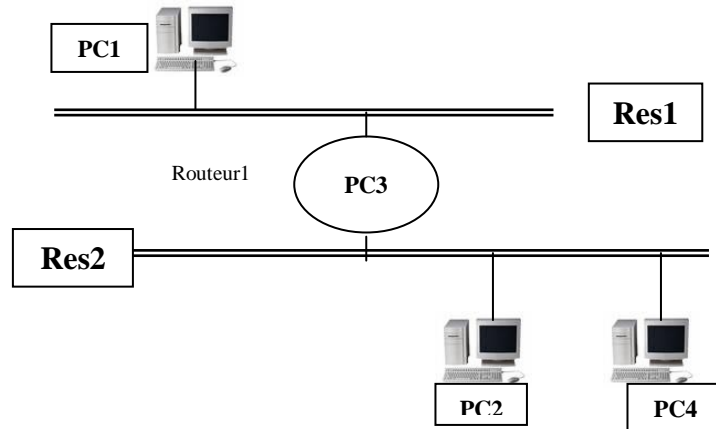 PC1
Res1
Routeur1
PC3
Res2
PC2
PC4